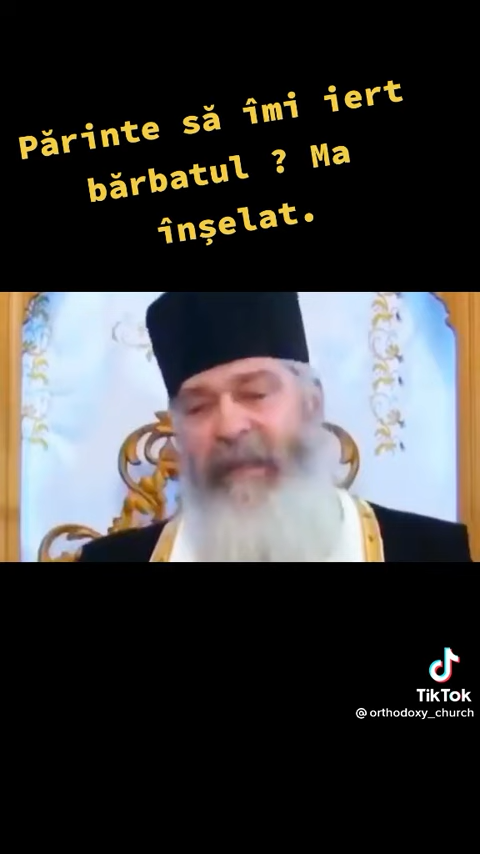 Părinte să îmi iert
bărbatul ? Ma
înșelat.
TikTok
@orthodoxy_church